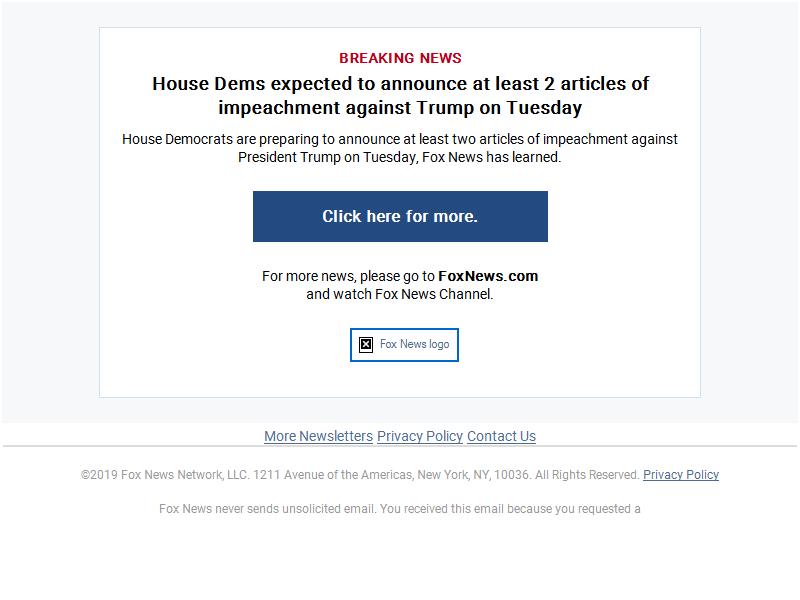 BREAKING NEWS
House Dems expected to announce at least 2 articles of
impeachment against Trump on Tuesday
House Democrats are preparing to announce at least two articles of impeachment against
President Trump on Tuesday, Fox News has learned.
Click here for more.
For more news, please go to FoxNews.com
and watch Fox News Channel.
Fox News logo
More Newsletters Privacy Policy Contact Us
©2019 Fox News Network, LLC. 1211 Avenue of the Americas, New York, NY, 10036. All Rights Reserved. Privacy Policy
Fox News never sends unsolicited email. You received this email because you requested a